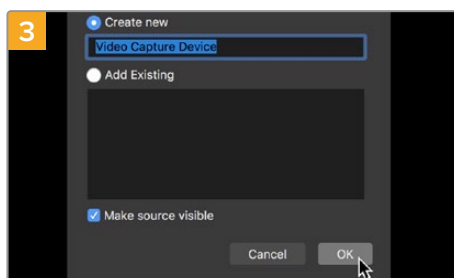 3
Create new
Video Capture Device
Add Existing
Make source visible
Cancel OK